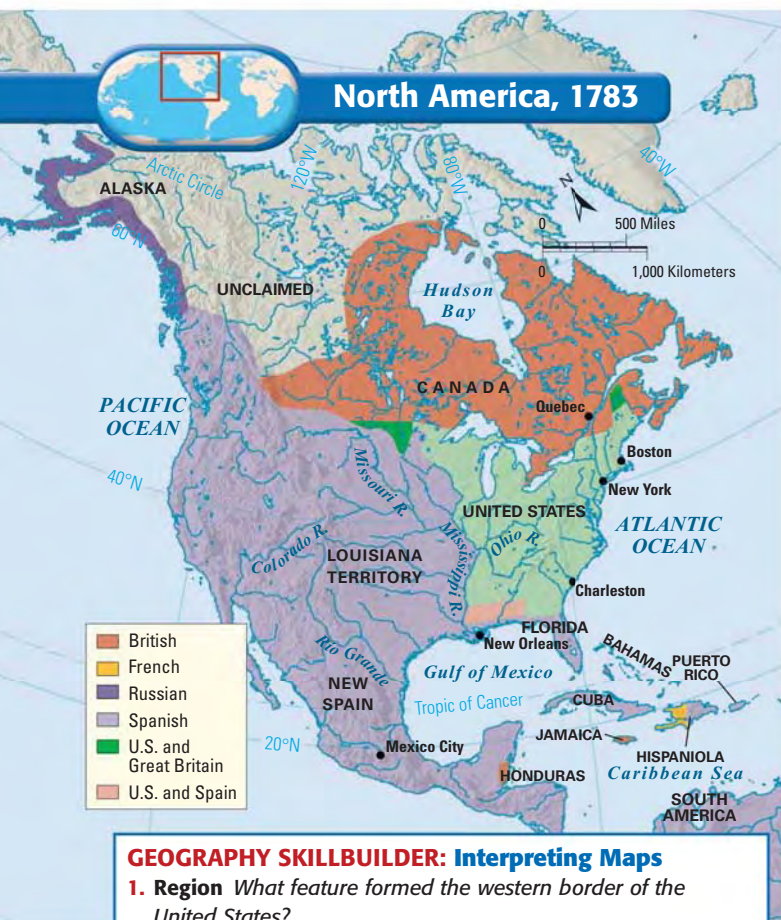 North America, 1783
Arctic Circle
120°W
80°W
40°W
ALASKA
N
60°N
0 500 Miles
0 1,000 Kilometers
UNCLAIMED
Hudson
Bay
CANADA
PACIFIC
OCEAN
Quebec
Boston
40°N
Missouri R.
New York
UNITED STATES
ATLANTIC
OCEAN
Mississippi R.
Ohio R.
Colorado R.
LOUISIANA
TERRITORY
Charleston
FLORIDA
New Orleans
BAHAMAS
PUERTO
RICO
Rio Grande
Gulf of Mexico
NEW
SPAIN
Tropic of Cancer
CUBA
JAMAICA
20°N
Mexico City
HISPANIOLA
HONDURAS
Caribbean Sea
SOUTH
AMERICA
British
French
Russian
Spanish
U.S. and
Great Britain
U.S. and Spain
GEOGRAPHY SKILLBUILDER: Interpreting Maps
1. Region What feature formed the western border of the
United States?